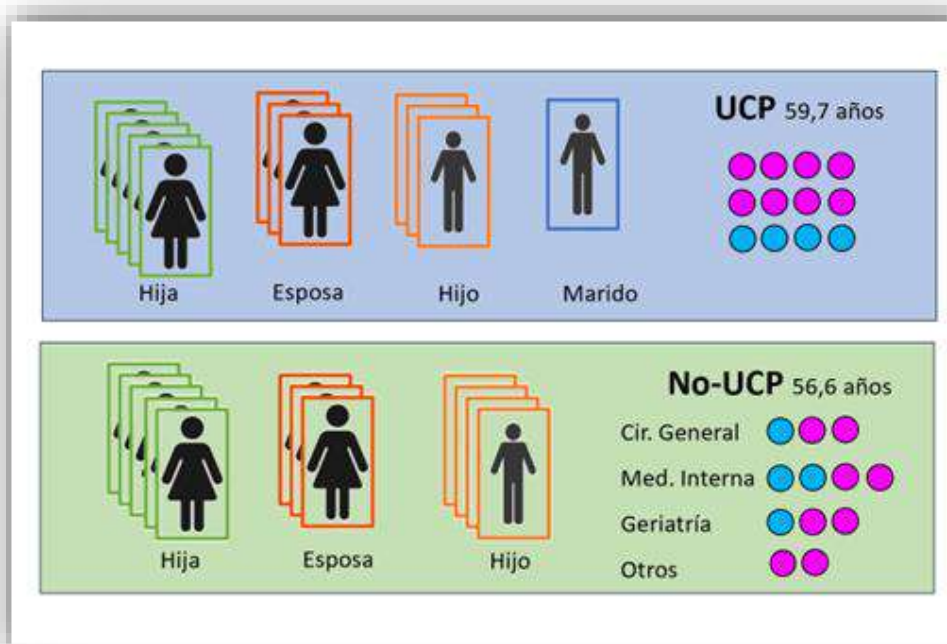 UCP 59,7 años
Hija
Esposa
Hijo
Marido
No-UCP 56,6 años
Cir. General
Med. Interna
Geriatría
Otros
Hija
Esposa
Hijo